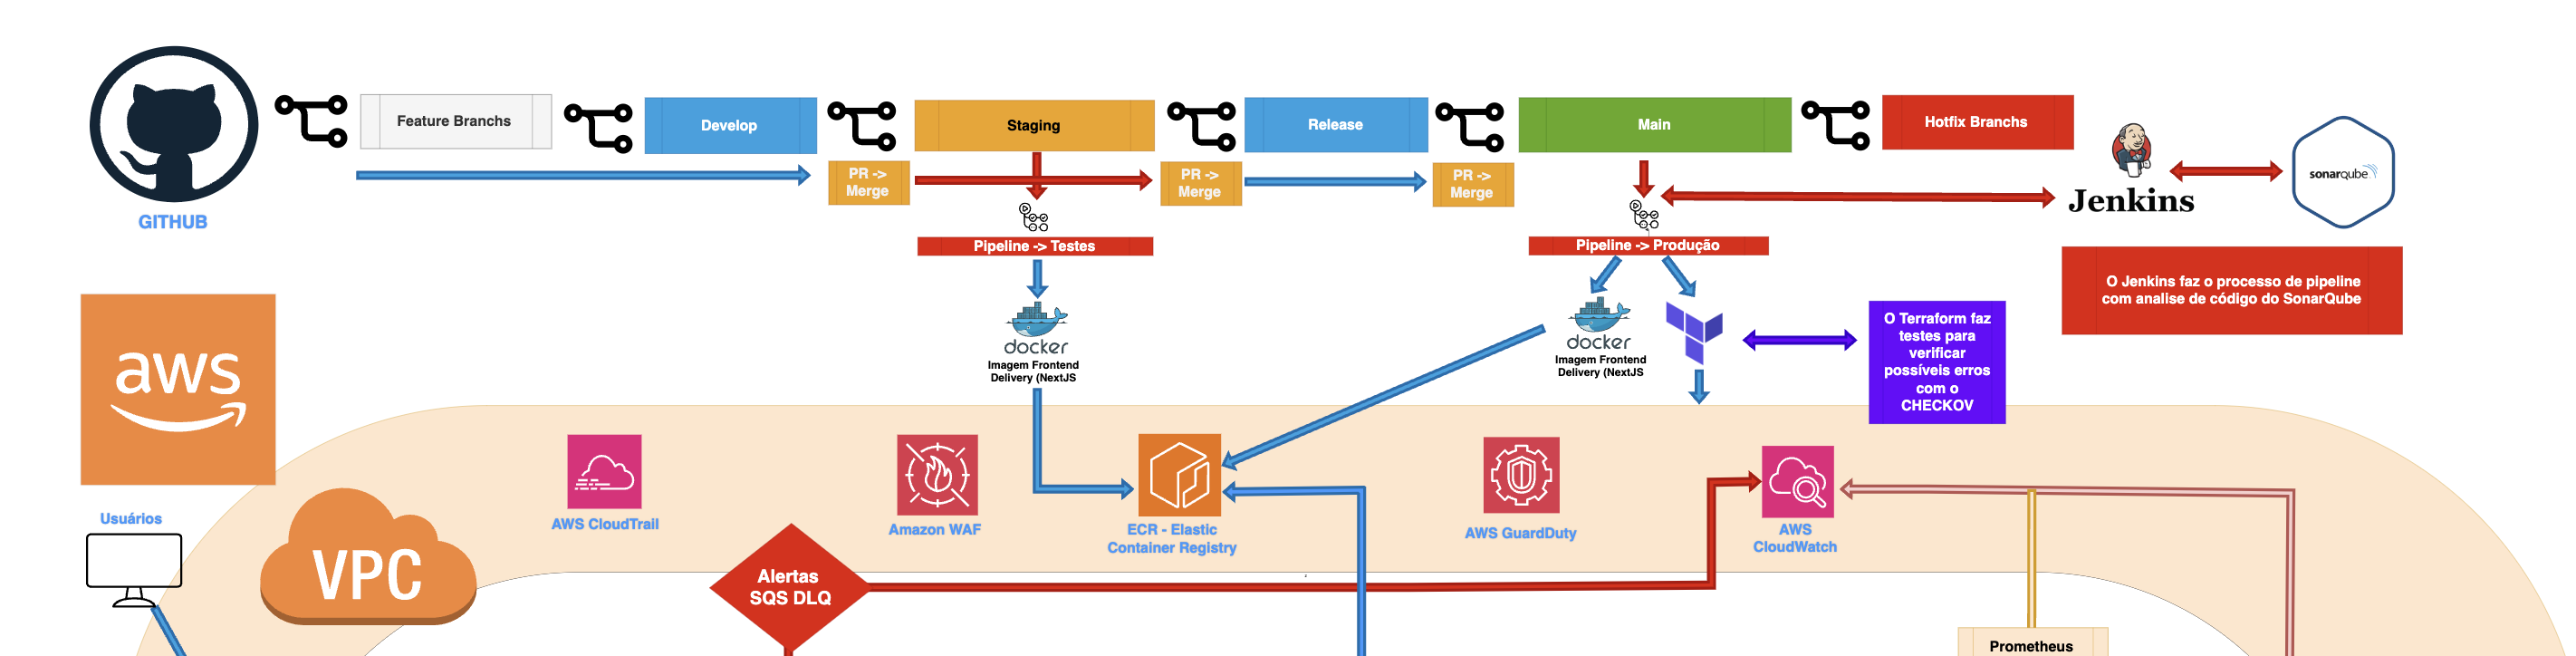 Feature Branchs
Develop
Staging
Release
Main
Hotfix Branchs
PR ->
Merge
PR ->
Merge
PR ->
Merge
Jenkins
sonarqube
GITHUB
Pipeline -> Testes
Pipeline -> Produção
O Jenkins faz o processo de pipeline
com analise de código do SonarQube
aws
docker
Imagem Frontend
Delivery (NextJS
docker
Imagem Frontend
Delivery (NextJS
O Terraform faz
testes para
verificar
possíveis erros
com o
CHECKOV
Usuários
VPC
AWS CloudTrail
Amazon WAF
ECR - Elastic
Container Registry
AWS GuardDuty
AWS
CloudWatch
Alertas
SQS DLQ
Prometheus